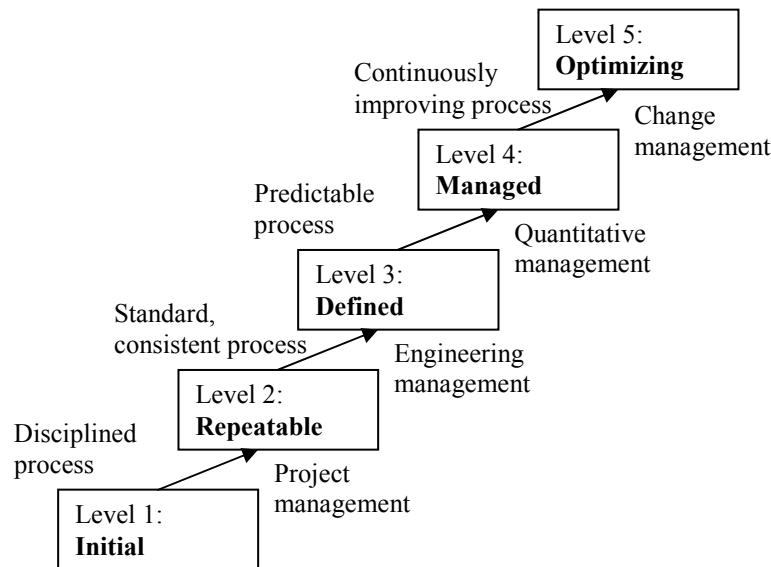 Level 5:
Optimizing
Continuously
improving process
Change
management
Level 4:
Managed
Predictable
process
Quantitative
management
Level 3:
Defined
Standard,
consistent process
Engineering
management
Level 2:
Repeatable
Disciplined
process
Project
management
Level 1:
Initial